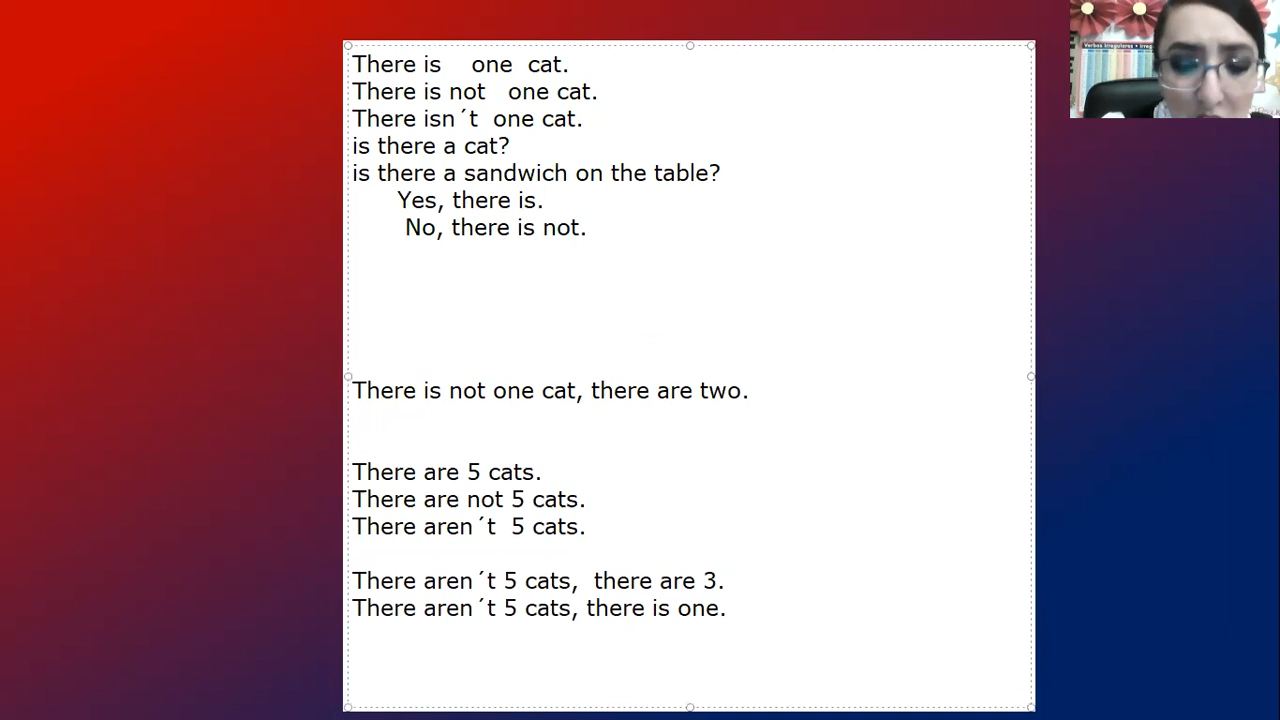 There is one cat.
There is not one cat.
There isn´t one cat.
is there a cat?
is there a sandwich on the table?
Yes, there is.
No, there is not.
There is not one cat, there are two.
There are 5 cats.
There are not 5 cats.
There aren´t 5 cats.
There aren´t 5 cats, there are 3.
There aren´t 5 cats, there is one.
Verbos Irregulares